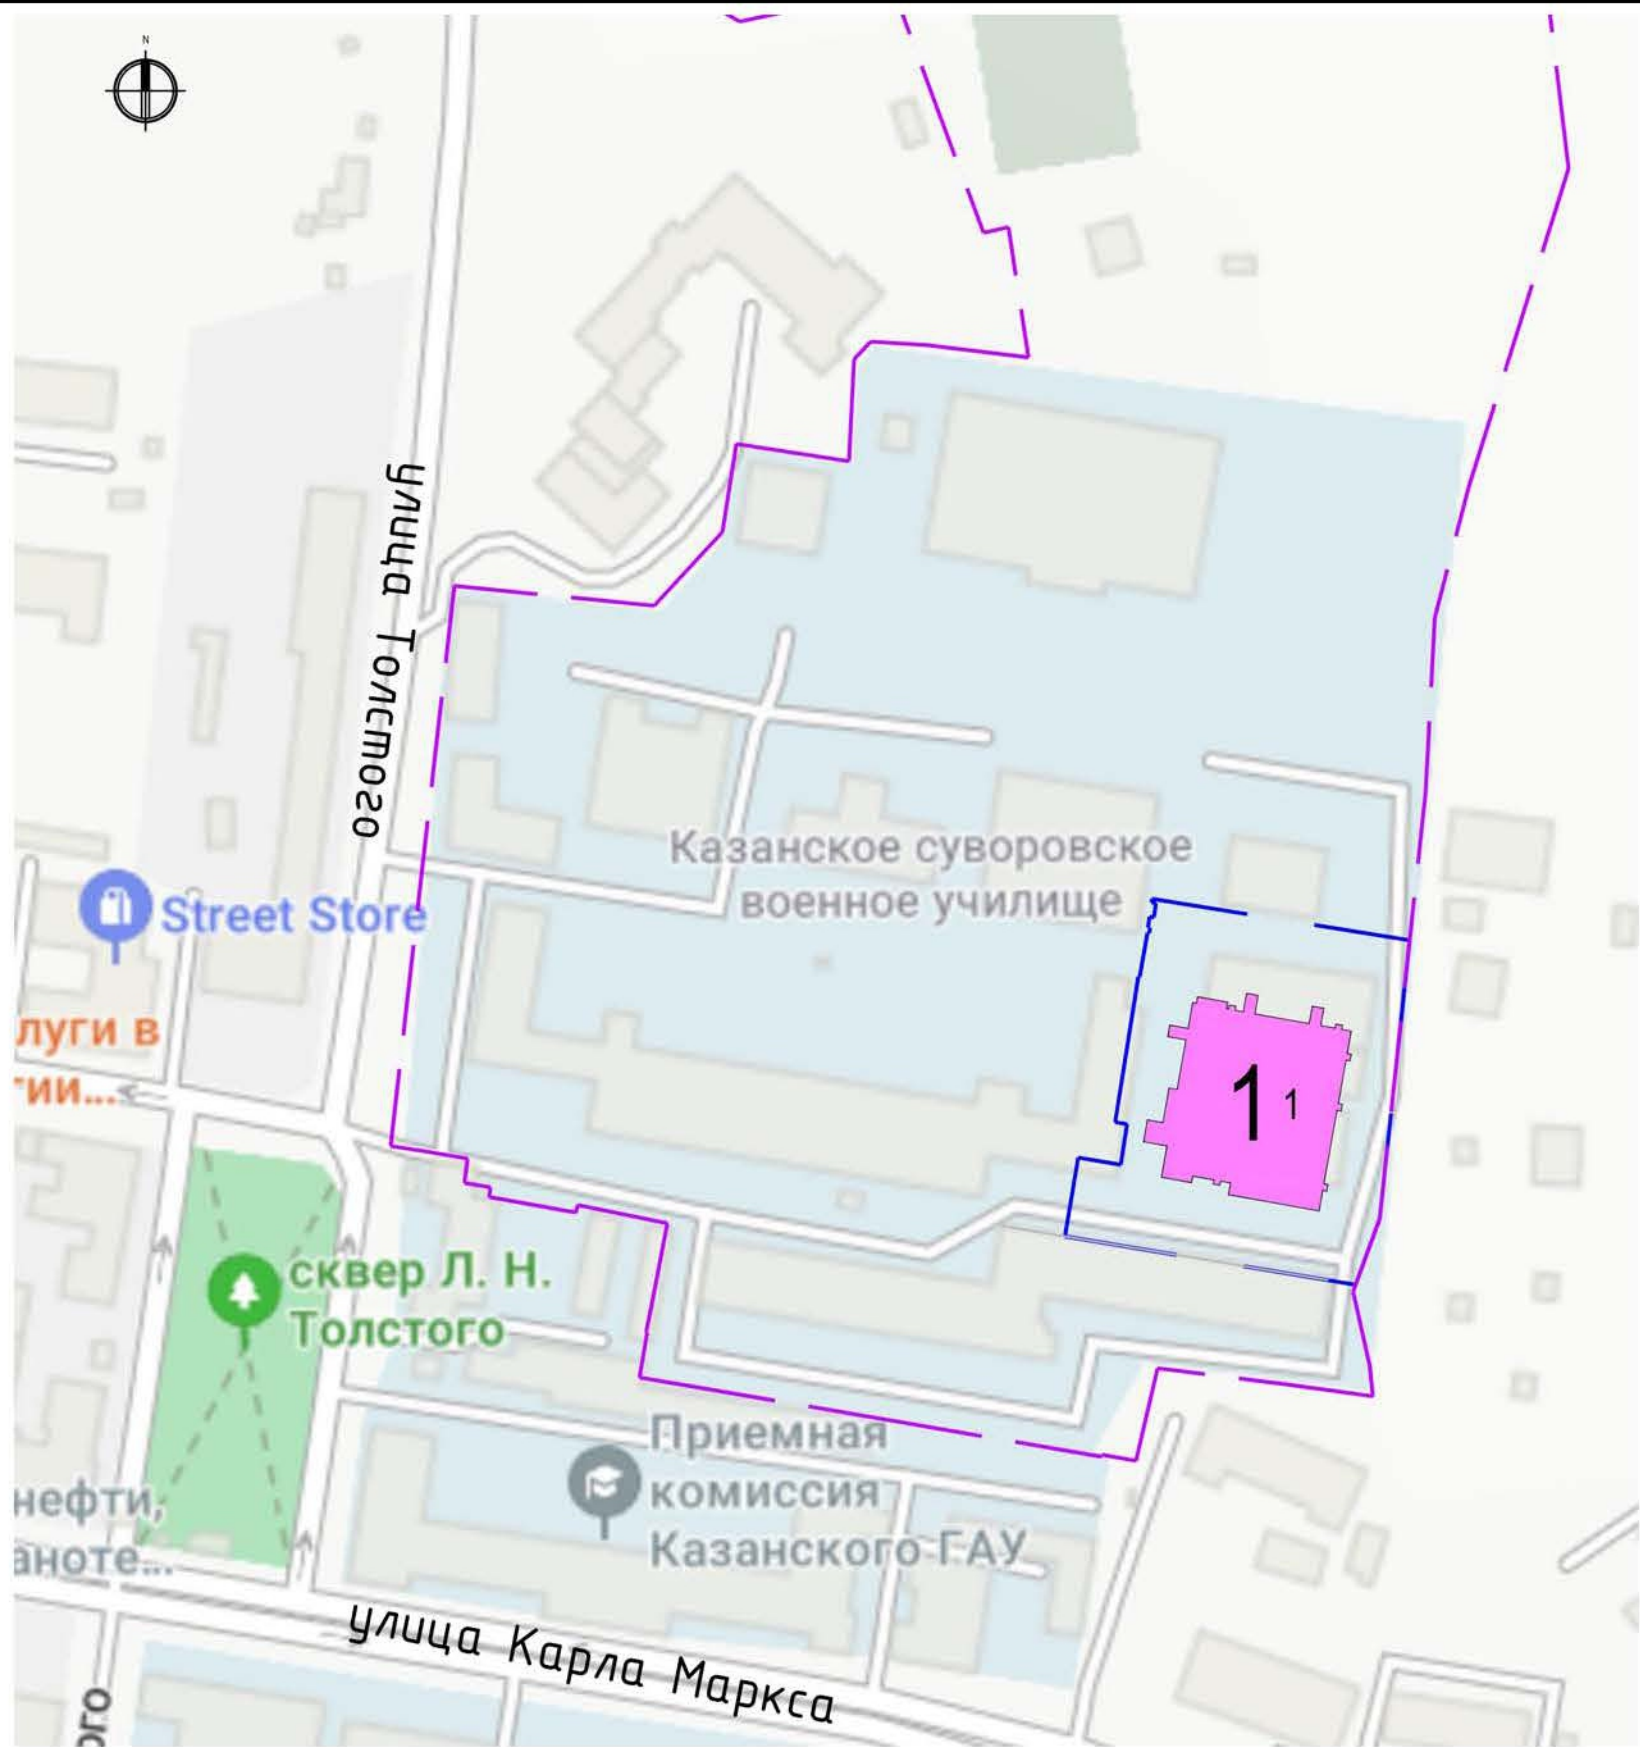 N
улица Толстого
Казанское суворовское
военное училище
Street Store
луги в
гии...
1 1
сквер Л. Н.
Толстого
Приемная
комиссия
Казанского ГАУ
нефти,
аноте...
улица Карла Маркса
ого